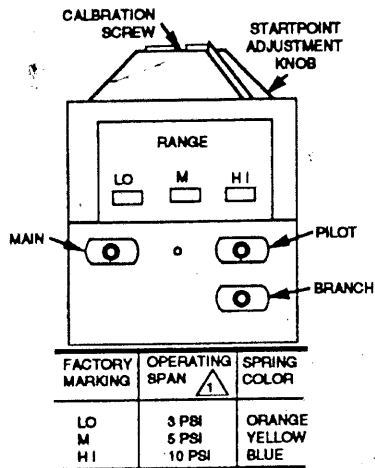 CALBRATION
SCREW
STARTPOINT
ADJUSTMENT
KNOB
RANGE
LO M HI
MAIN
PILOT
BRANCH
FACTORY MARKING OPERATING SPAN 1 SPRING COLOR
LO 3 PSI ORANGE
M 5 PSI YELLOW
HI 10 PSI BLUE